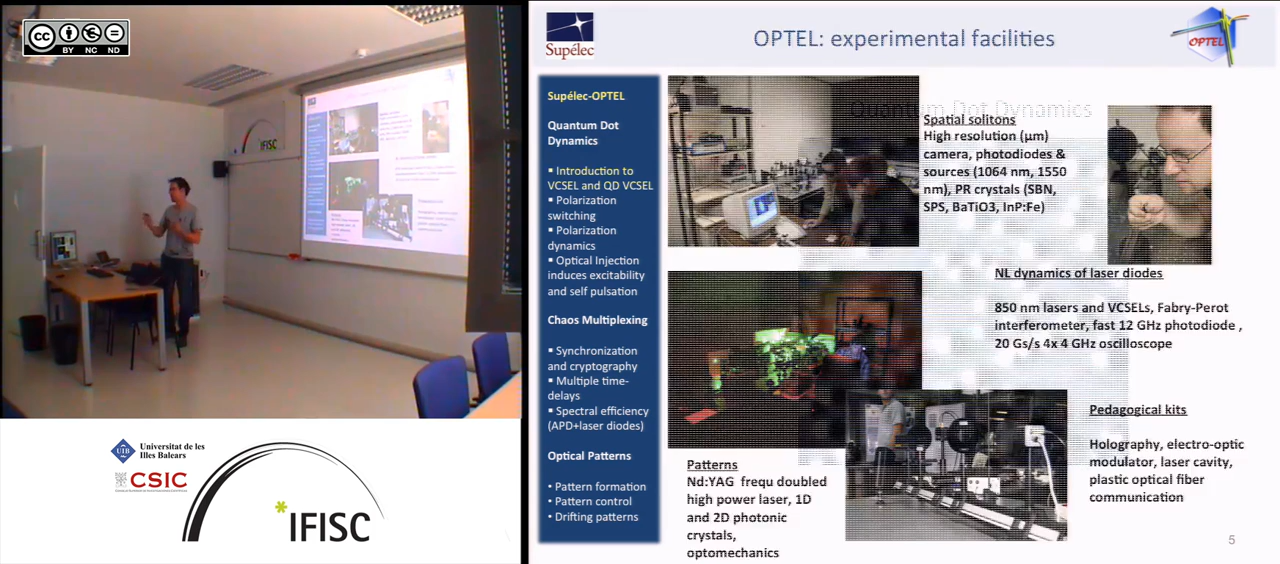 cc
BY NC ND
IFISC
Universitat de les
Illes Balears
UIB
CSIC
IFISC
Supélec
OPTEL: experimental facilities
OPTEL
Supélec-OPTEL
Quantum Dot
Dynamics
▪ Introduction to
VCSEL and QD VCSEL
▪ Polarization
switching
▪ Polarization
dynamics
▪ Optical Injection
induces excitability
and self pulsation
Chaos Multiplexing
▪ Synchronization
and cryptography
▪ Multiple time-
delays
▪ Spectral efficiency
(APD+laser diodes)
Optical Patterns
• Pattern formation
• Pattern control
• Drifting patterns
Quantum Dot Dynamics
Spatial solitons
High resolution (µm)
camera, photodiodes &
sources (1064 nm, 1550
nm), PR crystals (SBN,
SPS, BaTiO3, InP:Fe)
NL dynamics of laser diodes
850 nm lasers and VCSELs, Fabry-Perot
interferometer, fast 12 GHz photodiode ,
20 Gs/s 4x 4 GHz oscilloscope
Patterns
Nd:YAG frequ doubled
high power laser, 1D
and 2D photonic
crystals,
optomechanics
Pedagogical kits
Holography, electro-optic
modulator, laser cavity,
plastic optical fiber
communication
5